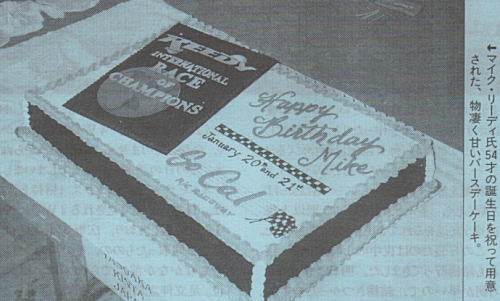 ←マイク・リーディ氏54才の誕生日を祝って用意
された、物凄く甘いバースデーケーキ。
REEDY
INTERNATIONAL
RACE
OF
CHAMPIONS
Happy
Birthday
Mike
January 20th and 21st
So Cal
R/C RACEWAY